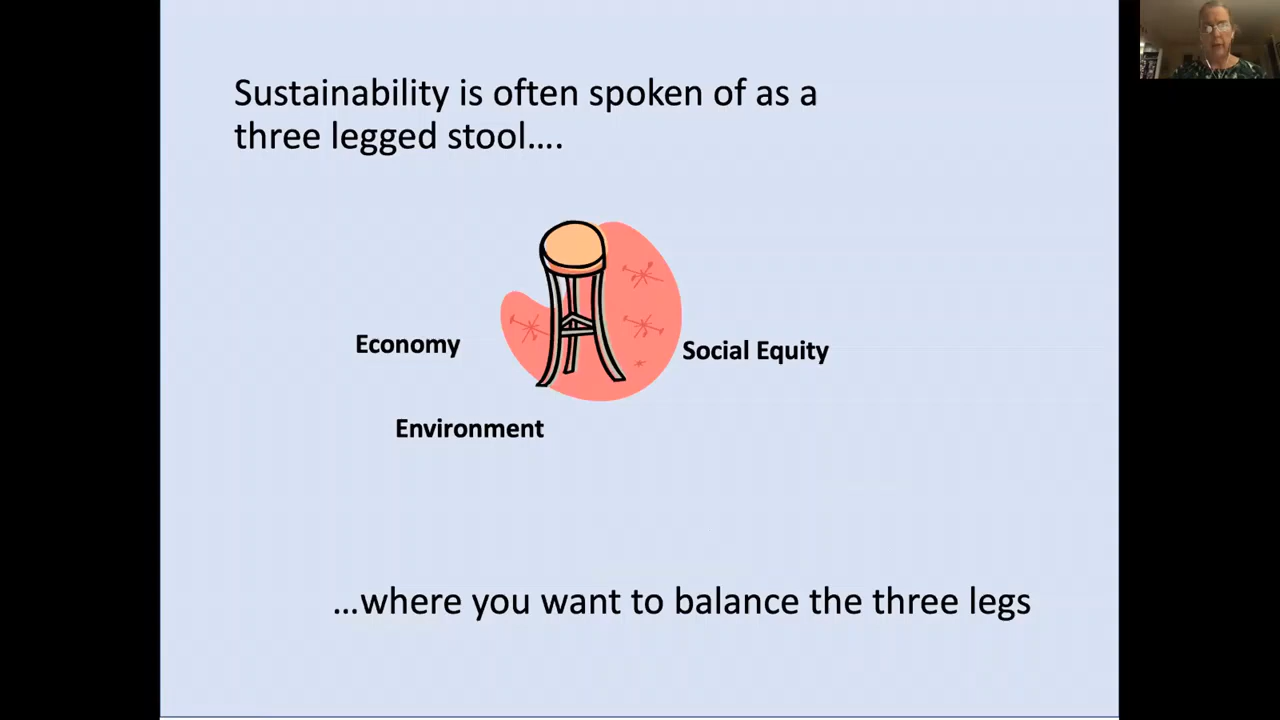 Sustainability is often spoken of as a
three legged stool….
Economy
Social Equity
Environment
…where you want to balance the three legs